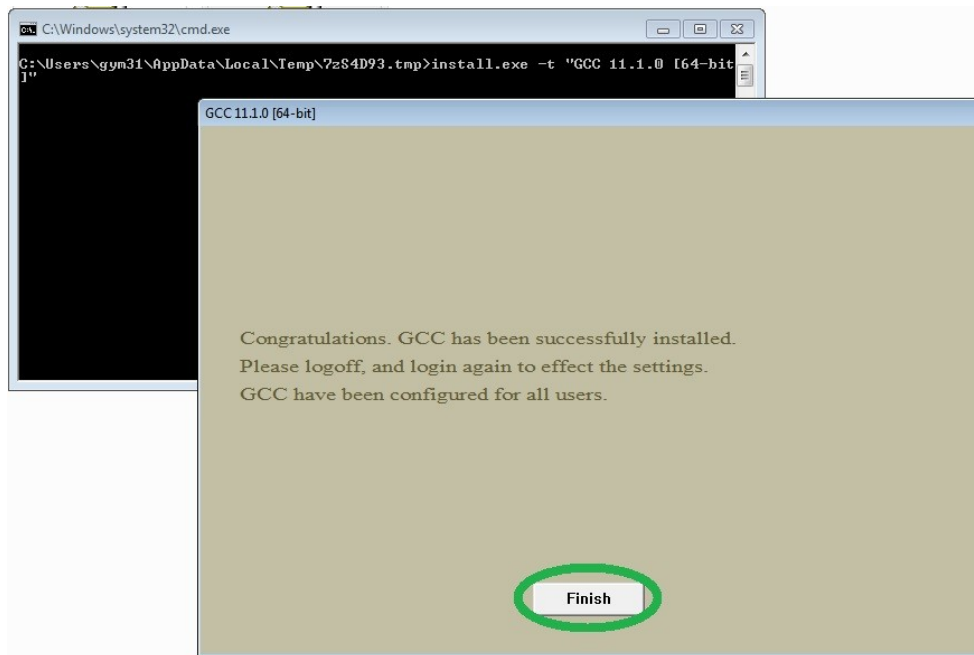 C:\Windows\system32\cmd.exe
C:\Users\gym31\AppData\Local\Temp\7zS4D93.tmp>install.exe -t "GCC 11.1.0 [64-bit
]"
GCC 11.1.0 [64-bit]
Congratulations. GCC has been successfully installed.
Please logoff, and login again to effect the settings.
GCC have been configured for all users.
Finish